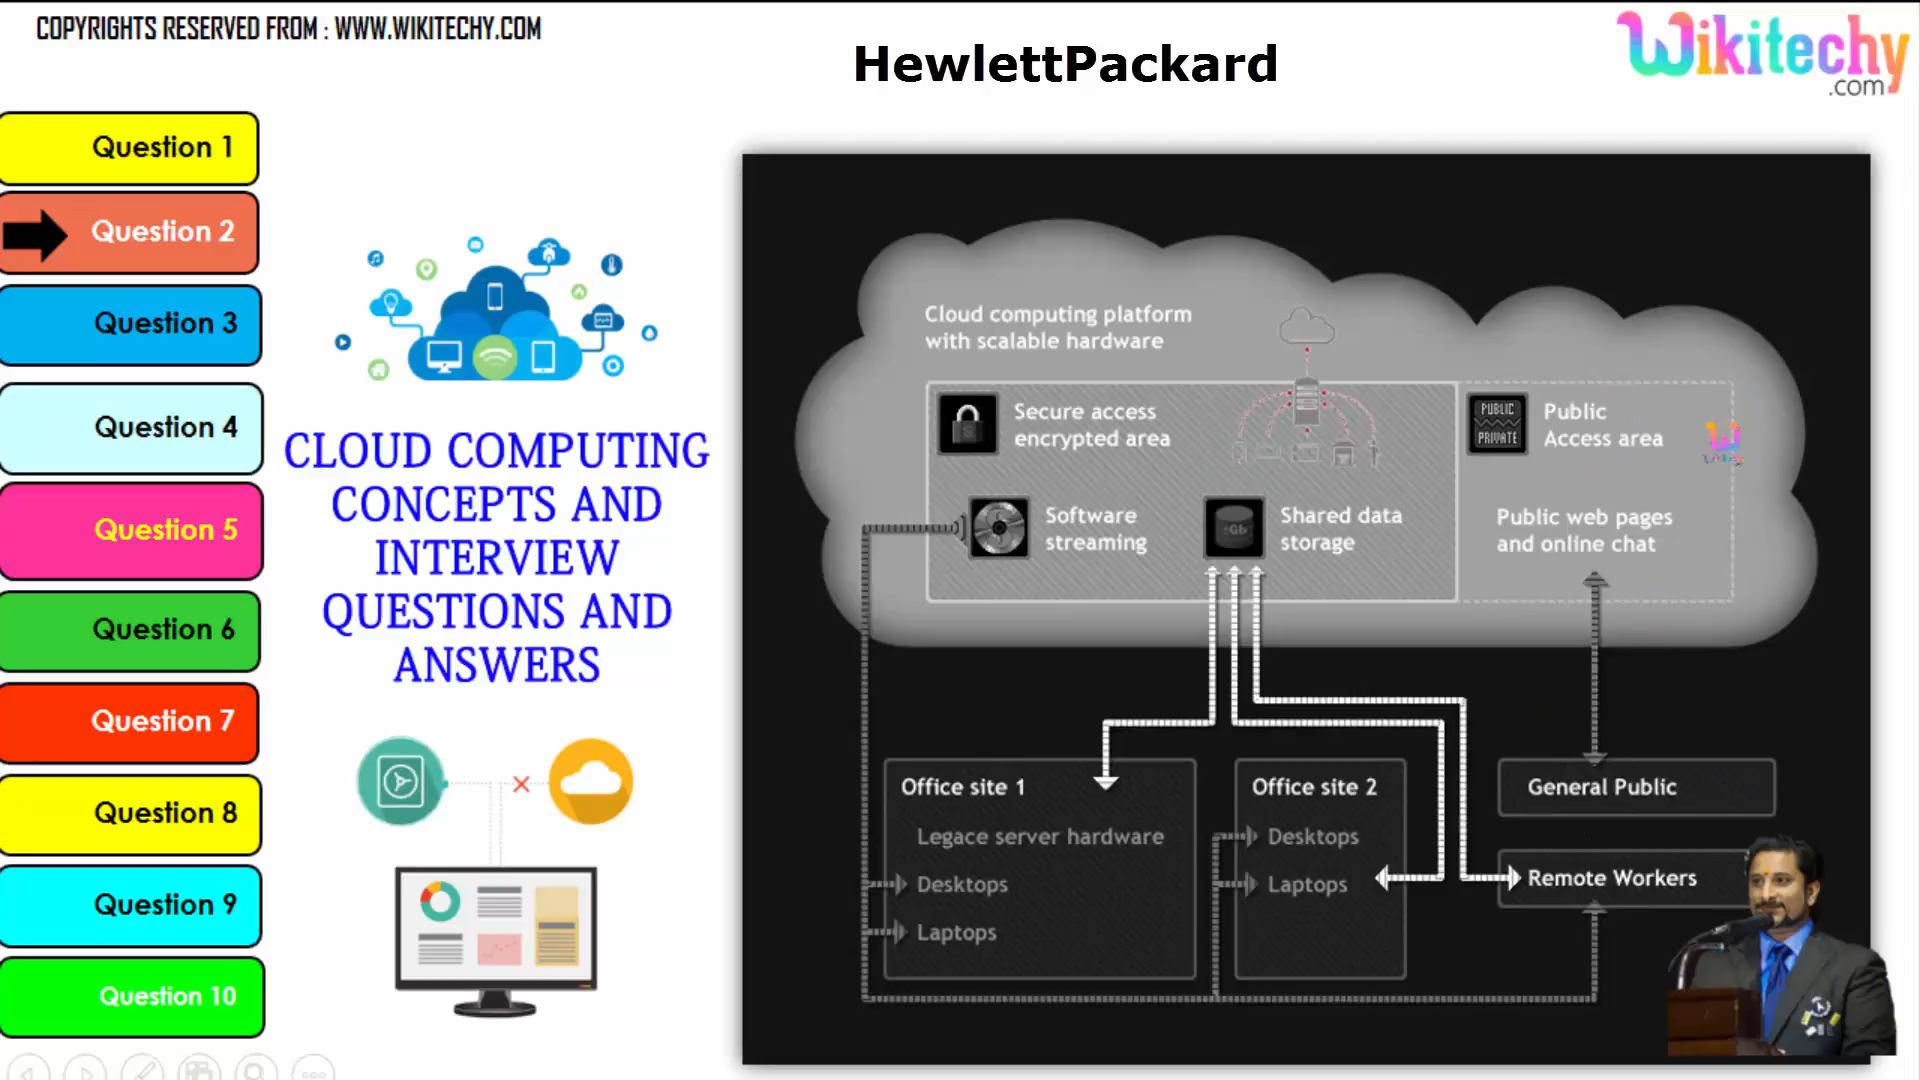 COPYRIGHTS RESERVED FROM : WWW.WIKITECHY.COM
HewlettPackard
Wikitechy
.com
Question 1
Question 2
Question 3
Question 4
Question 5
Question 6
Question 7
Question 8
Question 9
Question 10
CLOUD COMPUTING
CONCEPTS AND
INTERVIEW
QUESTIONS AND
ANSWERS
Cloud computing platform
with scalable hardware
Secure access
encrypted area
PUBLIC
PRIVATE
Public
Access area
Software
streaming
Gb
Shared data
storage
Public web pages
and online chat
Office site 1
Legace server hardware
Desktops
Laptops
Office site 2
Desktops
Laptops
General Public
Remote Workers